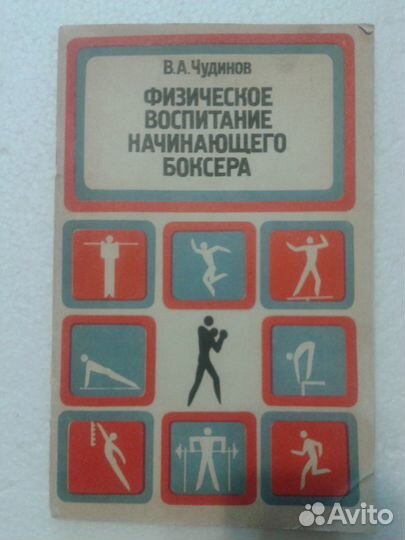 В.А.Чудинов
ФИЗИЧЕСКОЕ
ВОСПИТАНИЕ
НАЧИНАЮЩЕГО
БОКСЕРА
Avito